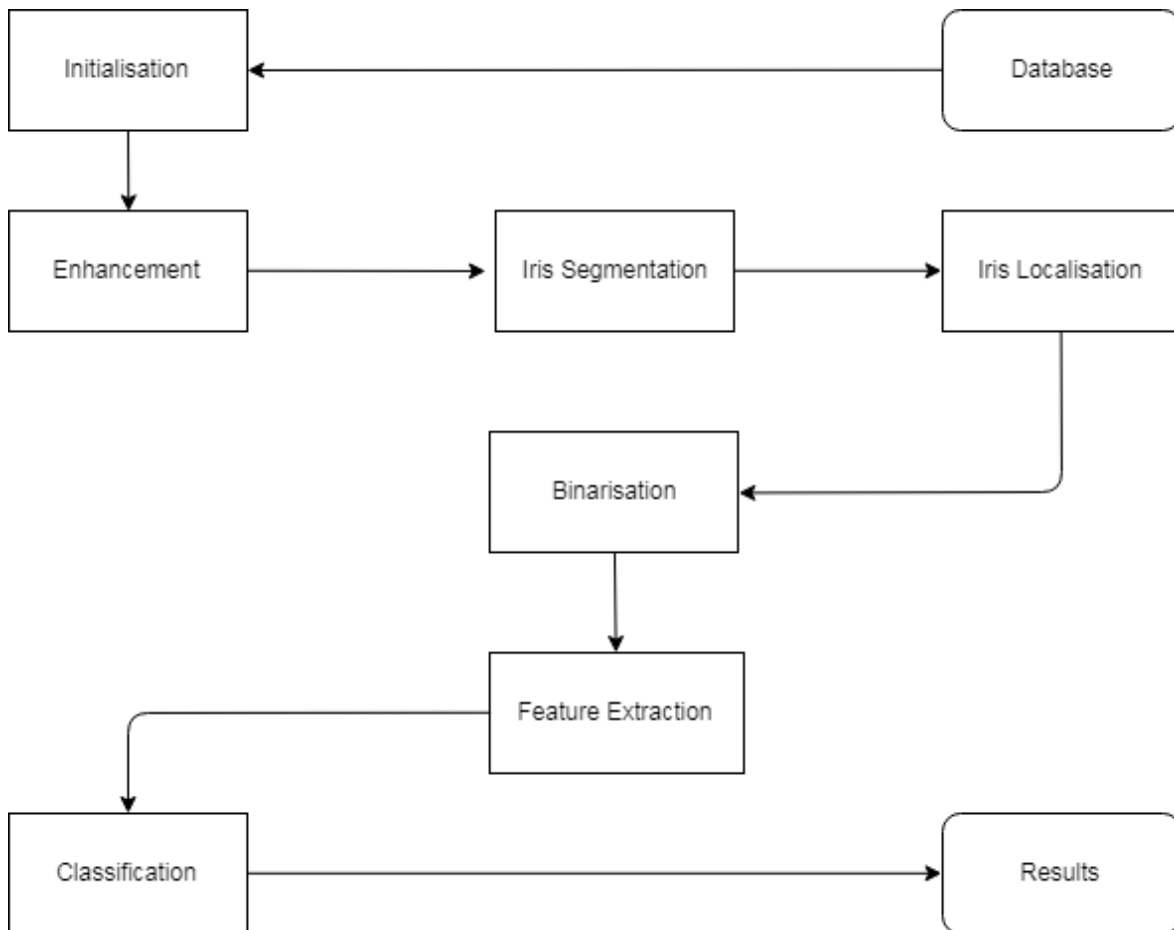 Initialisation
Database
Enhancement
Iris Segmentation
Iris Localisation
Binarisation
Feature Extraction
Classification
Results